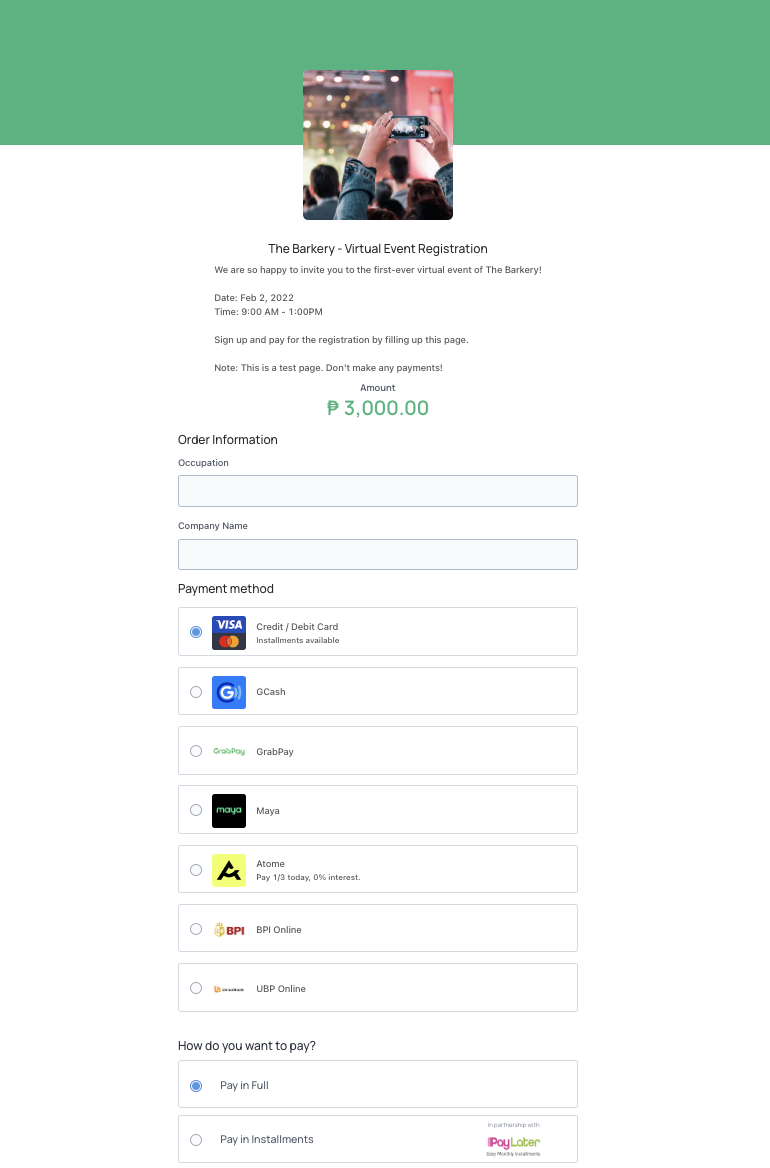 The Barkery - Virtual Event Registration
We are so happy to invite you to the first-ever virtual event of The Barkery!
Date: Feb 2, 2022
Time: 9:00 AM - 1:00PM
Sign up and pay for the registration by filling up this page.
Note: This is a test page. Don't make any payments!
Amount
₱ 3,000.00
Order Information
Occupation
Company Name
Payment method
VISA
Credit / Debit Card
Installments available
G
GCash
GrabPay
GrabPay
maya
Maya
Atome
Pay 1/3 today, 0% interest.
BPI
BPI Online
UBP Online
How do you want to pay?
Pay in Full
In partnership with
Pay in Installments
PayLater
Easy Monthly Installments